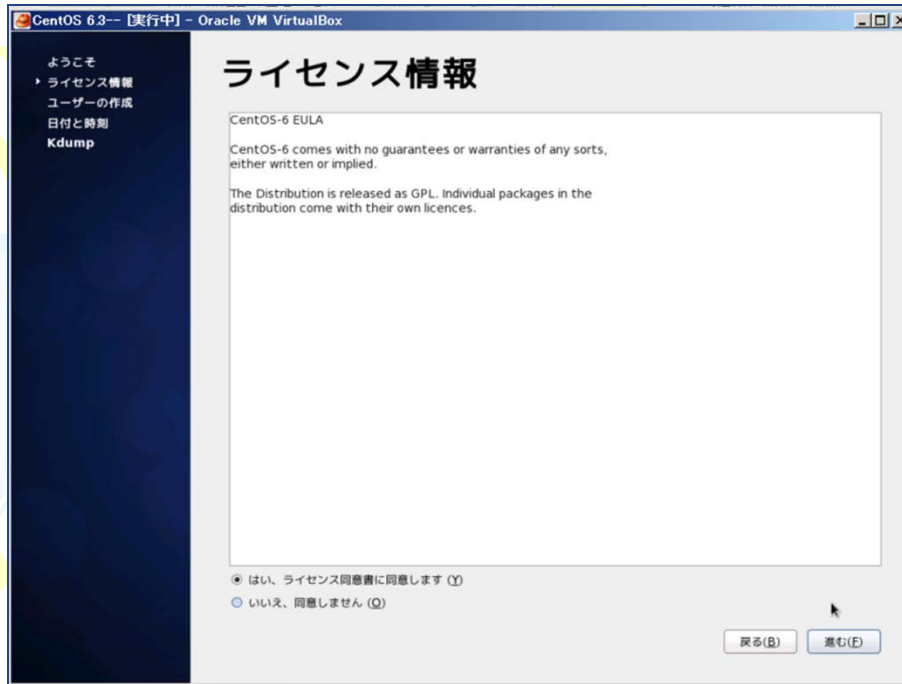 CentOS 6.3-- [実行中] - Oracle VM VirtualBox
ようこそ
ライセンス情報
ユーザーの作成
日付と時刻
Kdump
ライセンス情報
CentOS-6 EULA
CentOS-6 comes with no guarantees or warranties of any sorts,
either written or implied.
The Distribution is released as GPL. Individual packages in the
distribution come with their own licences.
はい、ライセンス同意書に同意します (Y)
いいえ、同意しません (O)
戻る(B)
進む(F)